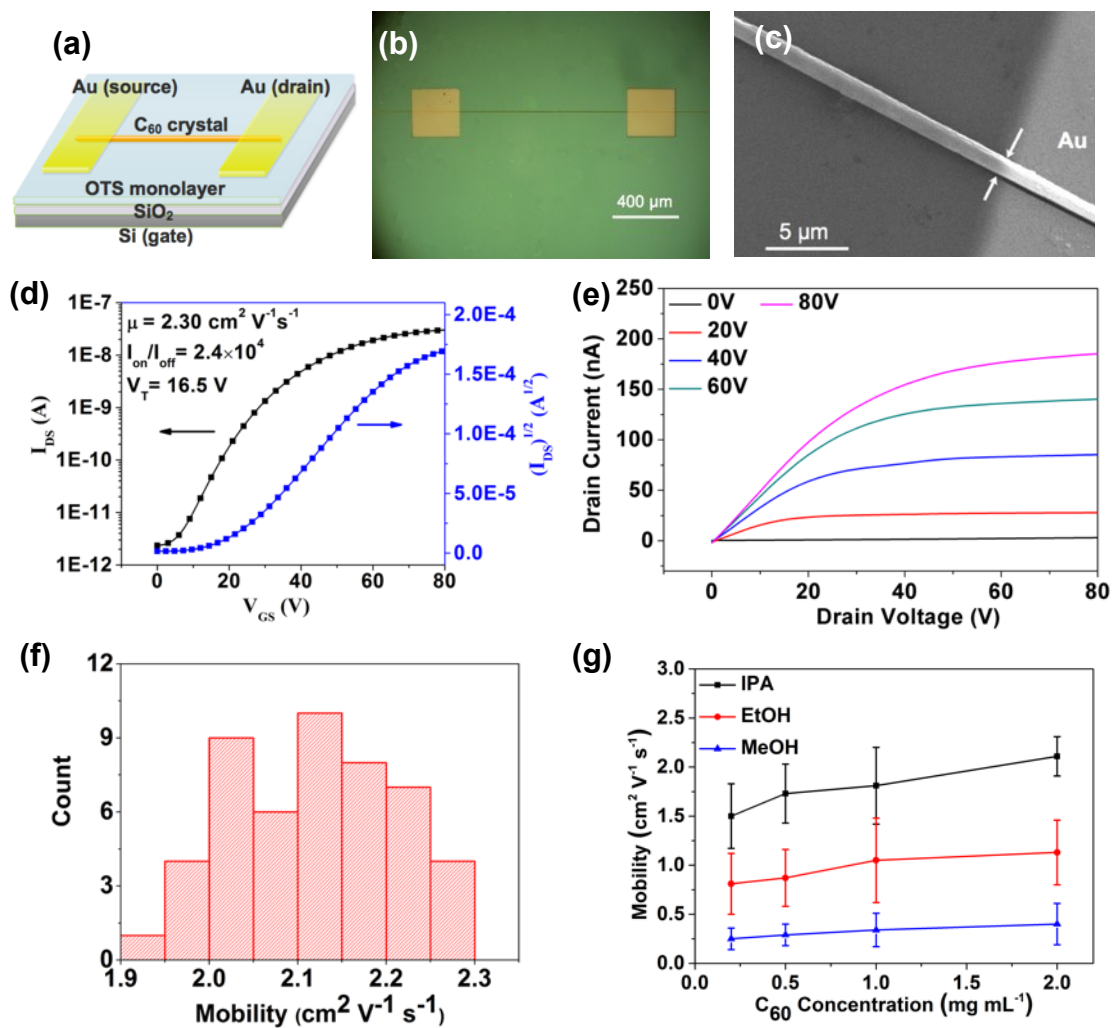 (a)
Au (source)
Au (drain)
C60 crystal
OTS monolayer
SiO2
Si (gate)
(b)
400 μm
(c)
Au
5 μm
(d)
1E-7
1E-8
1E-9
1E-10
1E-11
1E-12
IDS (A)
μ = 2.30 cm2 V-1s-1
Ion/Ioff= 2.4×10^4
VT= 16.5 V
2.0E-4
1.5E-4
1.0E-4
5.0E-5
0.0
(IDS)1/2 (A1/2)
0 20 40 60 80
VGS (V)
(e)
250
200
150
100
50
0
Drain Current (nA)
0V 80V
20V
40V
60V
0 20 40 60 80
Drain Voltage (V)
(f)
12
9
6
3
0
Count
1.9 2.0 2.1 2.2 2.3
Mobility (cm2 V-1 s-1)
(g)
3.0
2.5
2.0
1.5
1.0
0.5
0.0
Mobility (cm2 V-1 s-1)
IPA
EtOH
MeOH
0.0 0.5 1.0 1.5 2.0
C60 Concentration (mg mL-1)